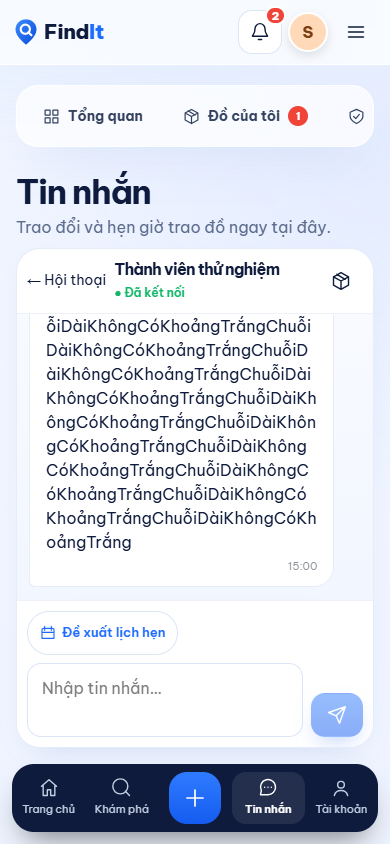 FindIt
2
S
Tổng quan
Đồ của tôi
1
Tin nhắn
Trao đổi và hẹn giờ trao đồ ngay tại đây.
← Hội thoại
Thành viên thử nghiệm
• Đã kết nối
ỗiDàiKhôngCóKhoảngTrắngChuỗi
DàiKhôngCóKhoảngTrắngChuỗiD
àiKhôngCóKhoảngTrắngChuỗiDài
KhôngCóKhoảngTrắngChuỗiDàiKh
ôngCóKhoảngTrắngChuỗiDàiKhôn
gCóKhoảngTrắngChuỗiDàiKhông
CóKhoảngTrắngChuỗiDàiKhôngC
óKhoảngTrắngChuỗiDàiKhôngCó
KhoảngTrắngChuỗiDàiKhôngCóKh
oảngTrắng
15:00
Đề xuất lịch hẹn
Nhập tin nhắn...
Trang chủ
Khám phá
Tin nhắn
Tài khoản